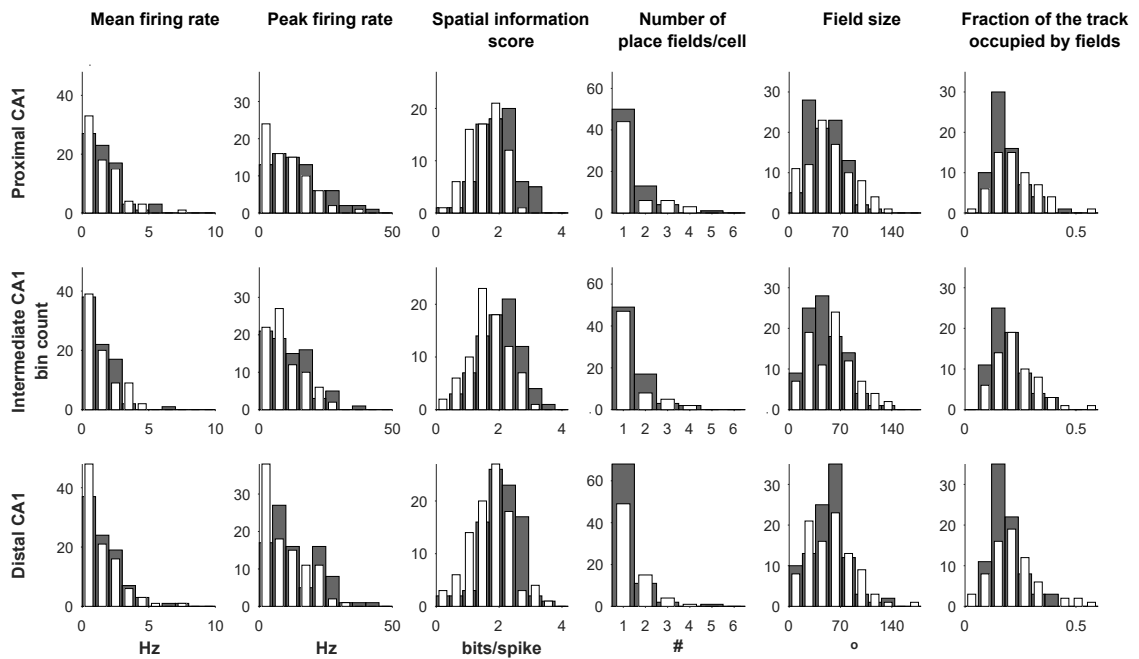 Mean firing rate
Peak firing rate
Spatial information
score
Number of
place fields/cell
Field size
Fraction of the track
occupied by fields
Proximal CA1
40
20
0
0 5 10
30
20
10
0
0 50
20
10
0
2 4
60
40
20
0
1 2 3 4 5 6
30
20
10
0
0 70 140
30
20
10
0
0.5
Intermediate CA1
bin count
40
20
0
0 5 10
30
20
10
0
0 50
20
10
0
2 4
60
40
20
0
1 2 3 4 5 6
30
20
10
0
0 70 140
30
20
10
0
0.5
Distal CA1
40
20
0
0 5 10
30
20
10
0
0 50
20
10
0
0 2 4
60
40
20
0
1 2 3 4 5 6
30
20
10
0
0 70 140
30
20
10
0
0.5
Hz
Hz
bits/spike
#
o